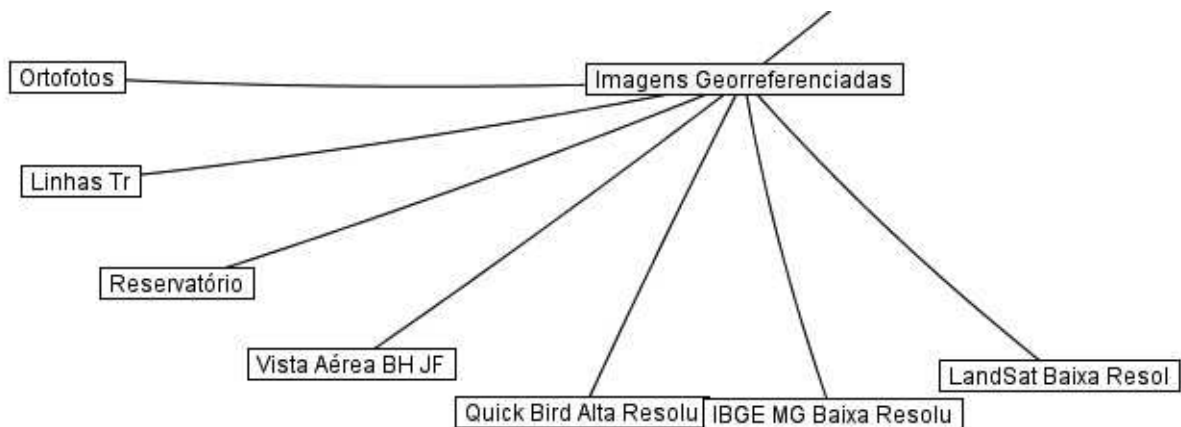 Imagens Georreferenciadas
Ortofotos
Linhas Tr
Reservatório
Vista Aérea BH JF
Quick Bird Alta Resolu
IBGE MG Baixa Resolu
LandSat Baixa Resol